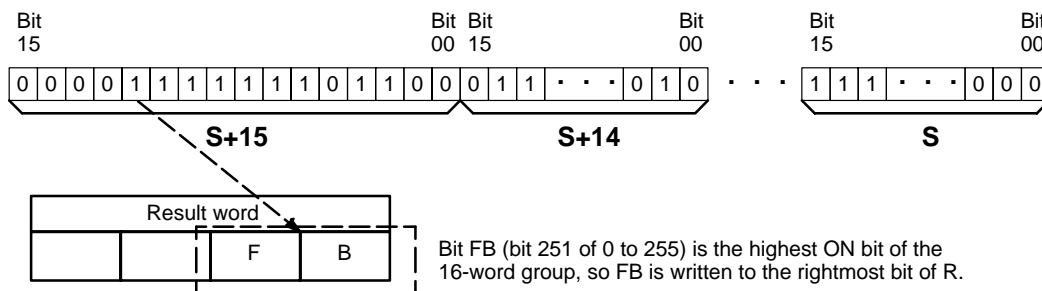 Bit Bit Bit Bit Bit Bit
15 00 15 00 15 00
0 0 0 0 1 1 1 1 1 1 1 1 0 1 1 0 0 0 1 1 · · · 0 1 0 · · · 1 1 1 · · · 0 0 0
S+15 S+14 S
Result word
F B
Bit FB (bit 251 of 0 to 255) is the highest ON bit of the
16-word group, so FB is written to the rightmost bit of R.